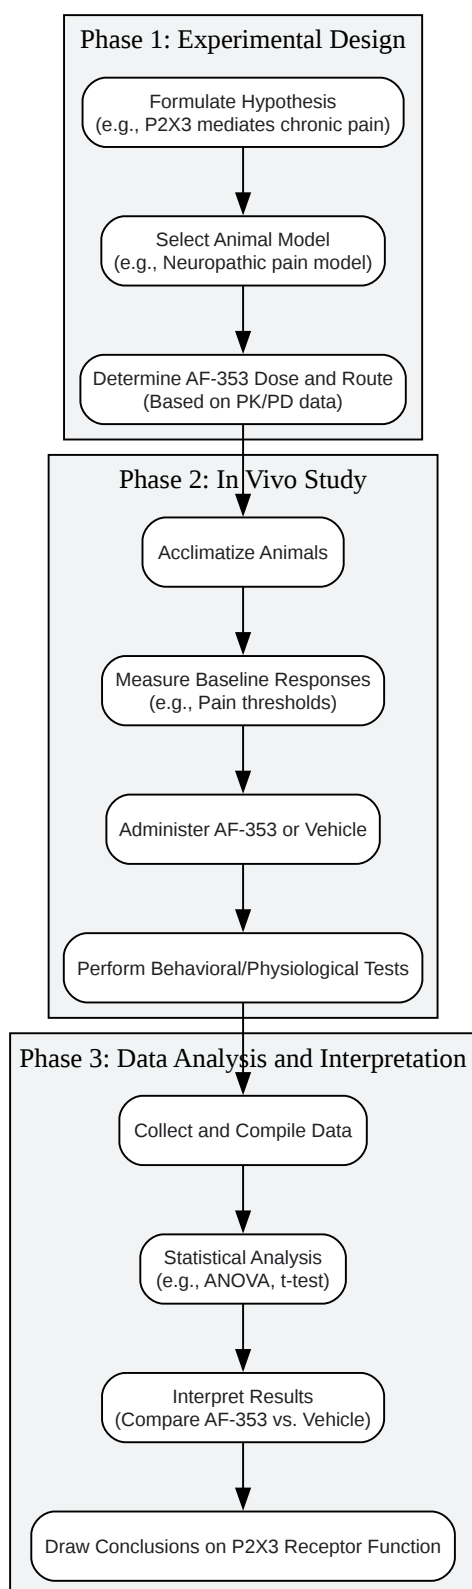 Phase 1: Experimental Design
Formulate Hypothesis
(e.g., P2X3 mediates chronic pain)
Select Animal Model
(e.g., Neuropathic pain model)
Determine AF-353 Dose and Route
(Based on PK/PD data)
Phase 2: In Vivo Study
Acclimatize Animals
Measure Baseline Responses
(e.g., Pain thresholds)
Administer AF-353 or Vehicle
Perform Behavioral/Physiological Tests
Phase 3: Data Analysis and Interpretation
Collect and Compile Data
Statistical Analysis
(e.g., ANOVA, t-test)
Interpret Results
(Compare AF-353 vs. Vehicle)
Draw Conclusions on P2X3 Receptor Function